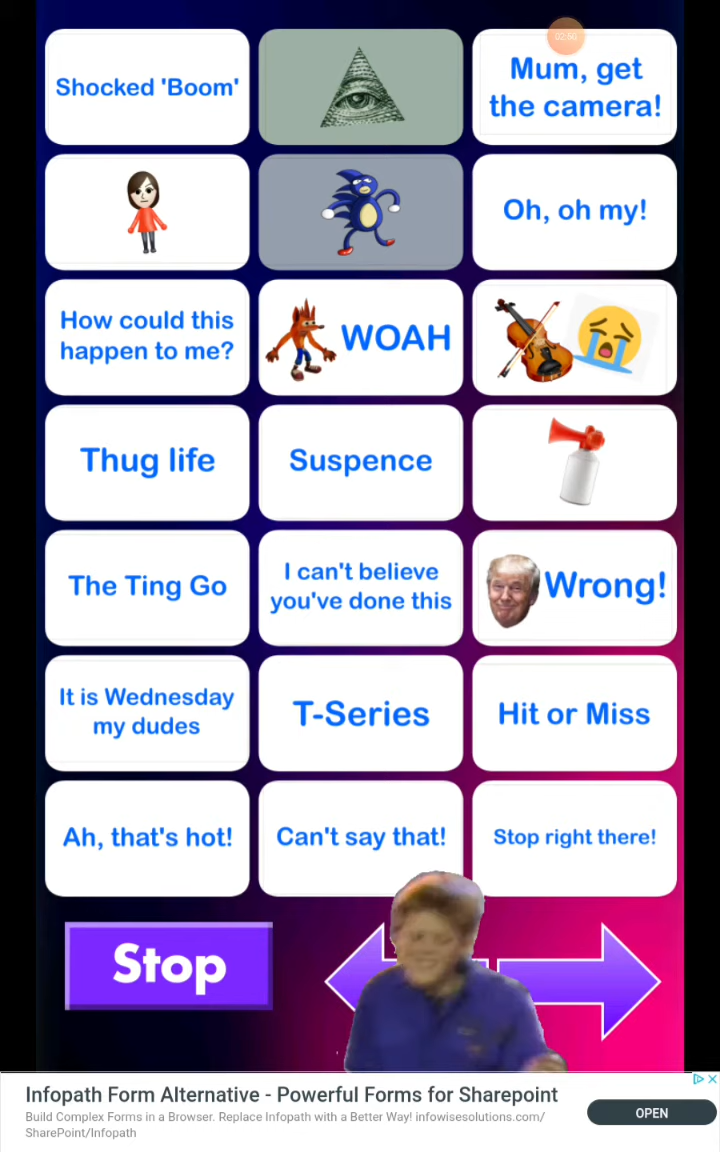 Shocked 'Boom'
02:50
Mum, get
the camera!
Oh, oh my!
How could this
happen to me?
WOAH
Thug life
Suspence
The Ting Go
I can't believe
you've done this
Wrong!
It is Wednesday
my dudes
T-Series
Hit or Miss
Ah, that's hot!
Can't say that!
Stop right there!
Stop
Infopath Form Alternative - Powerful Forms for Sharepoint
Build Complex Forms in a Browser. Replace Infopath with a Better Way! infowisesolutions.com/
SharePoint/Infopath
OPEN